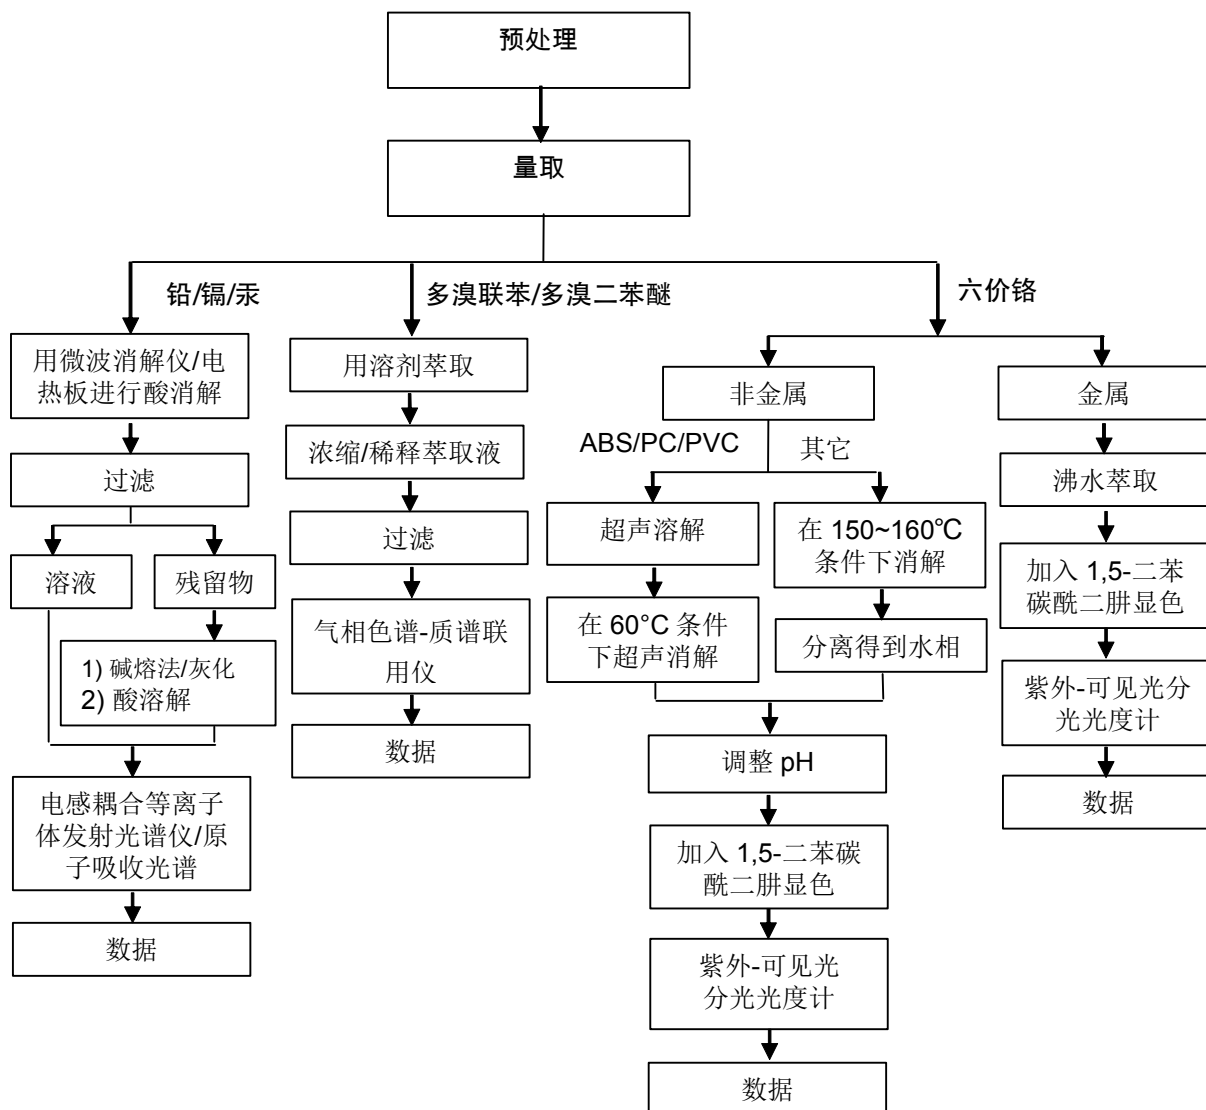 预处理
量取
铅/镉/汞
多溴联苯/多溴二苯醚
六价铬
用微波消解仪/电
热板进行酸消解
过滤
溶液
残留物
1) 碱熔法/灰化
2) 酸溶解
电感耦合等离子
体发射光谱仪/原
子吸收光谱
数据
用溶剂萃取
浓缩/稀释萃取液
过滤
气相色谱-质谱联
用仪
数据
非金属
ABS/PC/PVC
其它
超声溶解
在 60°C 条件
下超声消解
在 150~160℃
条件下消解
分离得到水相
调整 pH
加入 1,5-二苯碳
酰二肼显色
紫外-可见光
分光光度计
数据
金属
沸水萃取
加入 1,5-二苯
碳酰二肼显色
紫外-可见光分
光光度计
数据